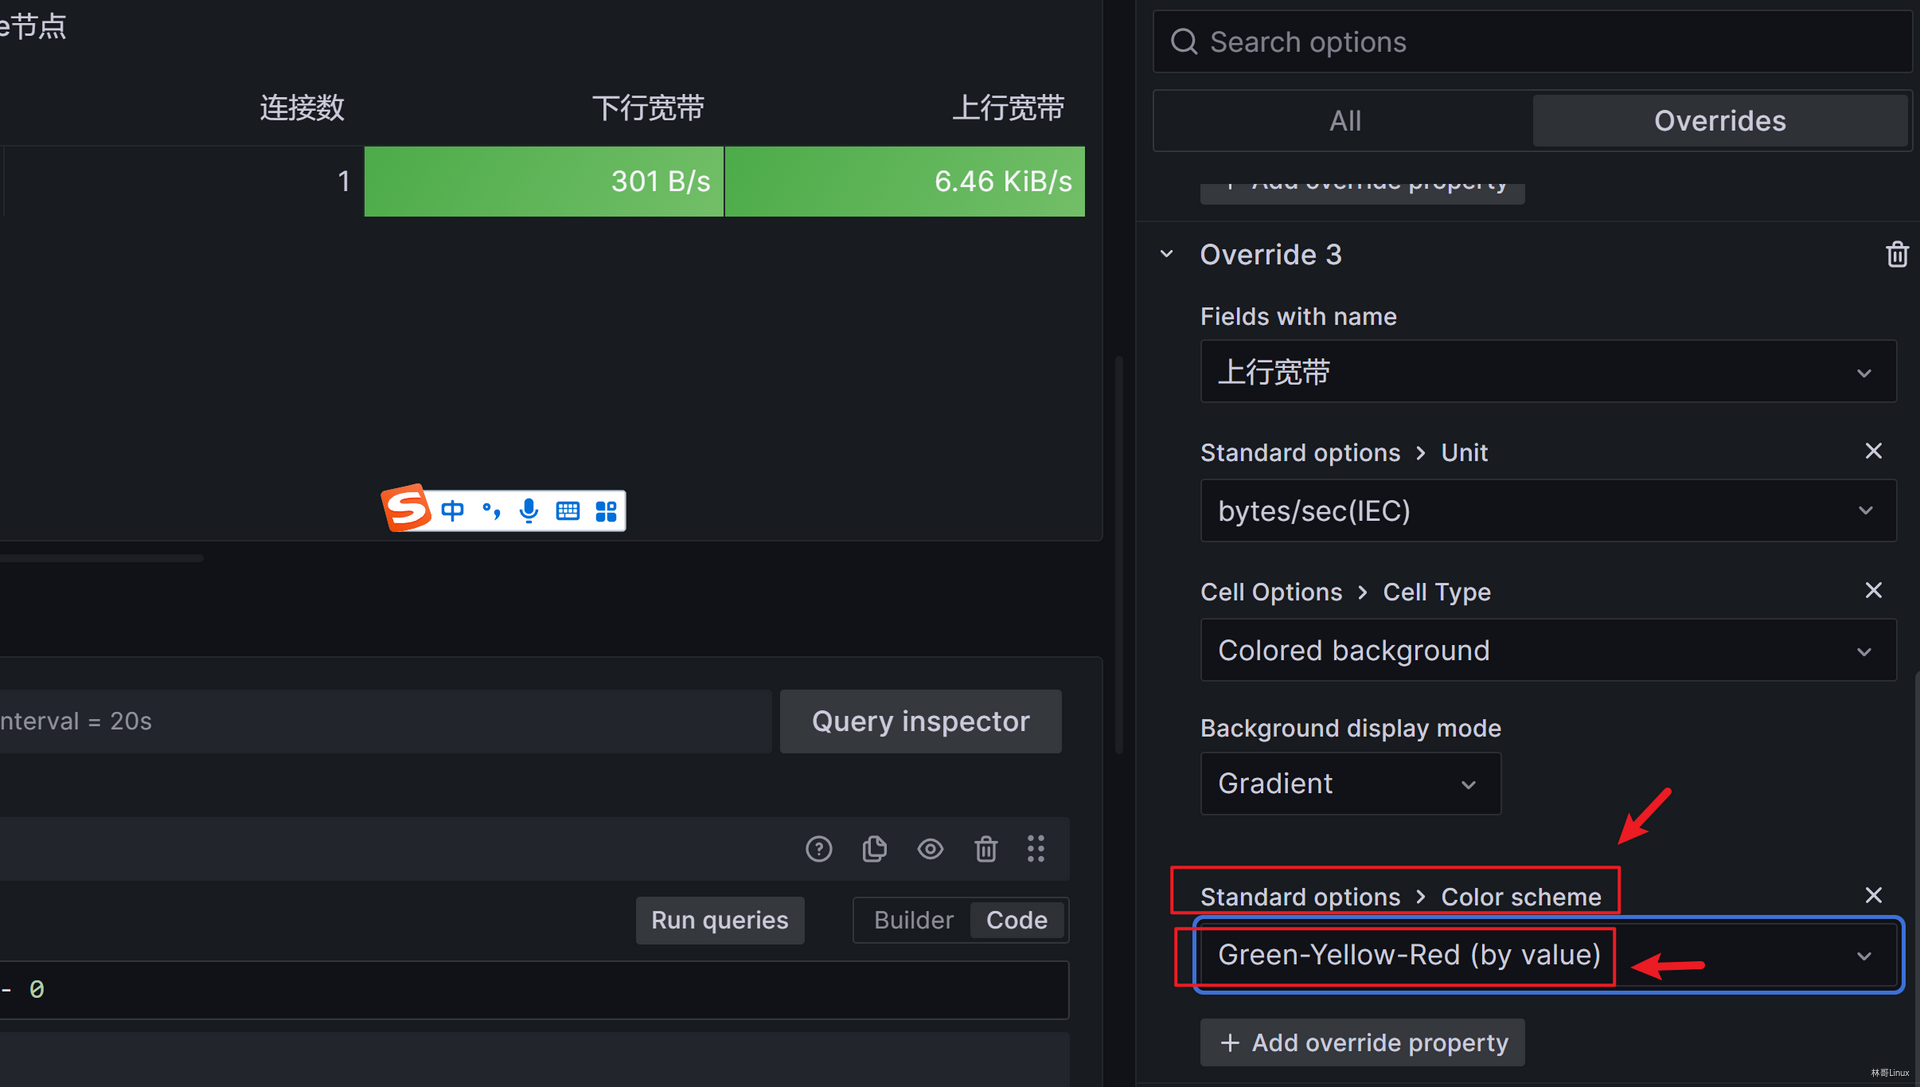 e节点
连接数 下行宽带 上行宽带
1 301 B/s 6.46 KiB/s
中 °,
nterval = 20s
Query inspector
Run queries
Builder Code
- 0
Search options
All Overrides
+ Add override property
Override 3
Fields with name
上行宽带
Standard options > Unit
bytes/sec(IEC)
Cell Options > Cell Type
Colored background
Background display mode
Gradient
Standard options > Color scheme
Green-Yellow-Red (by value)
+ Add override property
林哥Linux